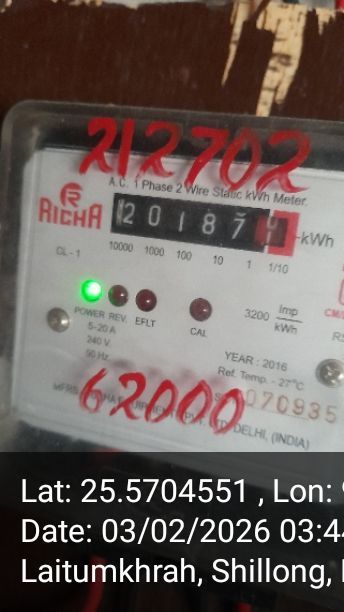 212702
A.C. 1 Phase 2 Wire Static kWh Meter.
RICHA
20187
-kWh
CL - 1
10000 1000 100 10 1 1/10
POWER REV. EFLT
CAL
3200 Imp
kWh
CM/
5-20 A
240 V.
50 Hz.
YEAR : 2016
Ref. Temp. - 27°C
62000
070935
DELHI, (INDIA)
Lat: 25.5704551 , Lon:
Date: 03/02/2026 03:44
Laitumkhrah, Shillong,